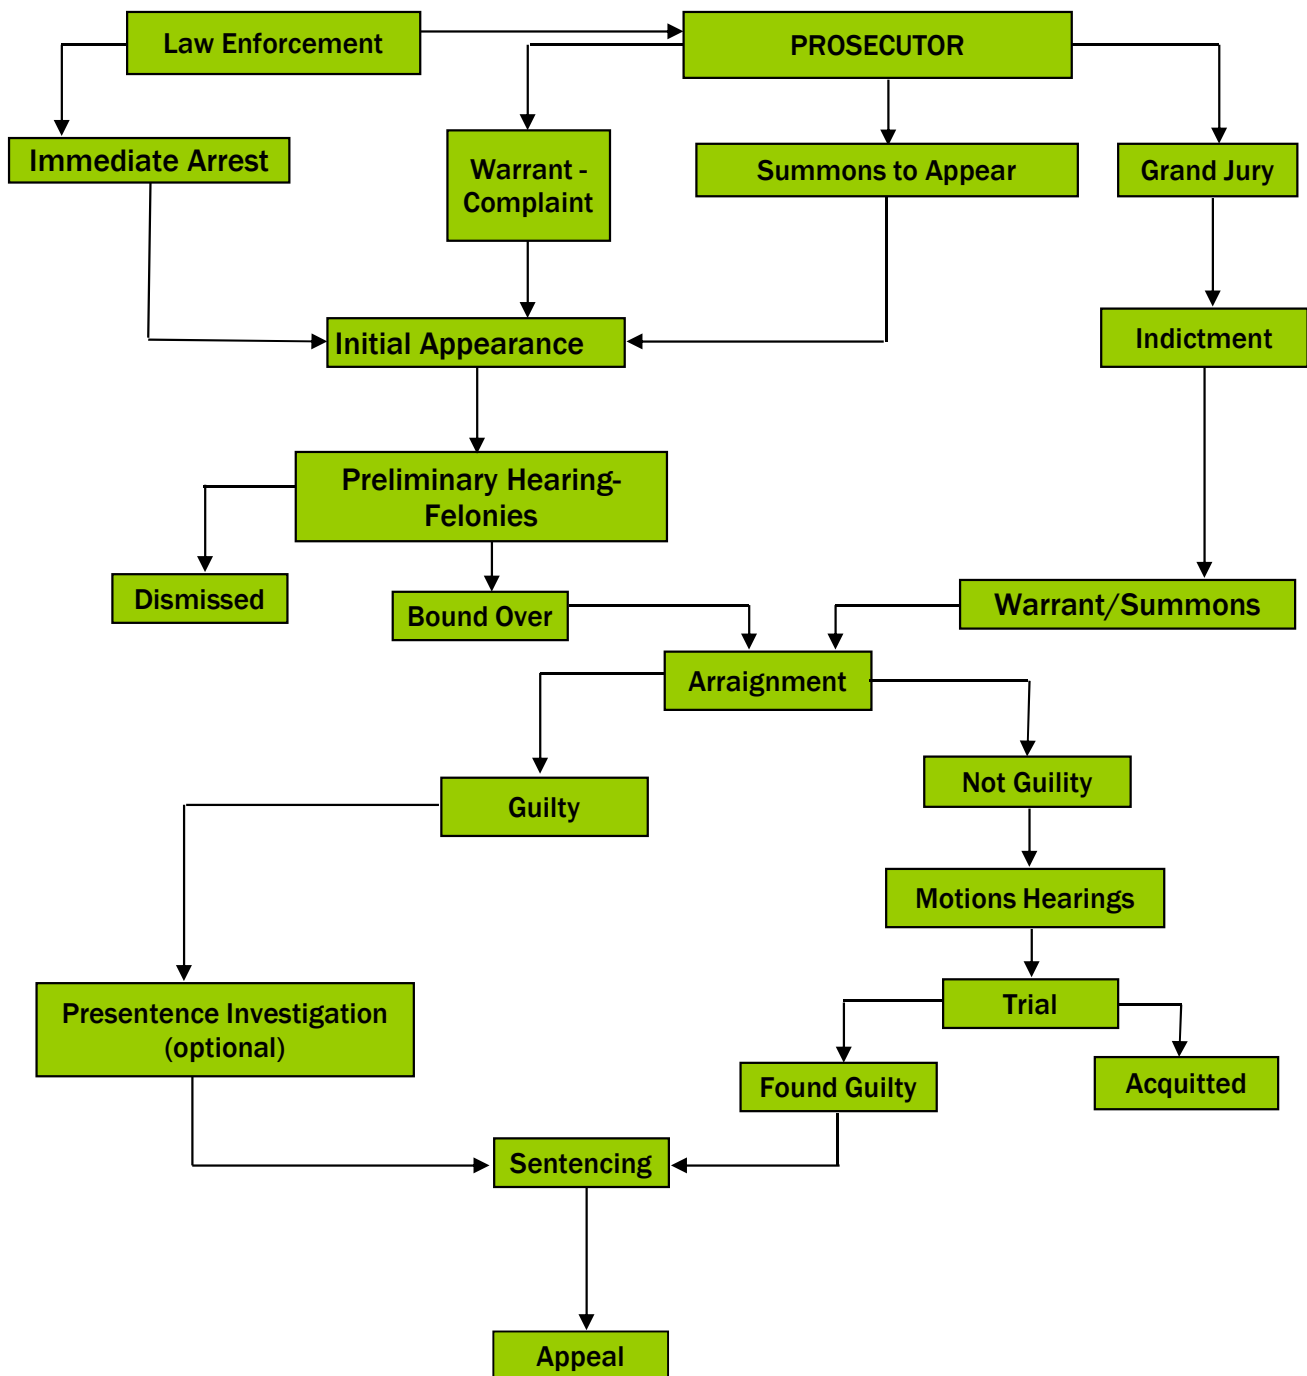 Law Enforcement
PROSECUTOR
Immediate Arrest
Warrant -
Complaint
Summons to Appear
Grand Jury
Initial Appearance
Indictment
Preliminary Hearing-
Felonies
Dismissed
Bound Over
Warrant/Summons
Arraignment
Guilty
Not Guility
Motions Hearings
Presentence Investigation
(optional)
Trial
Found Guilty
Acquitted
Sentencing
Appeal